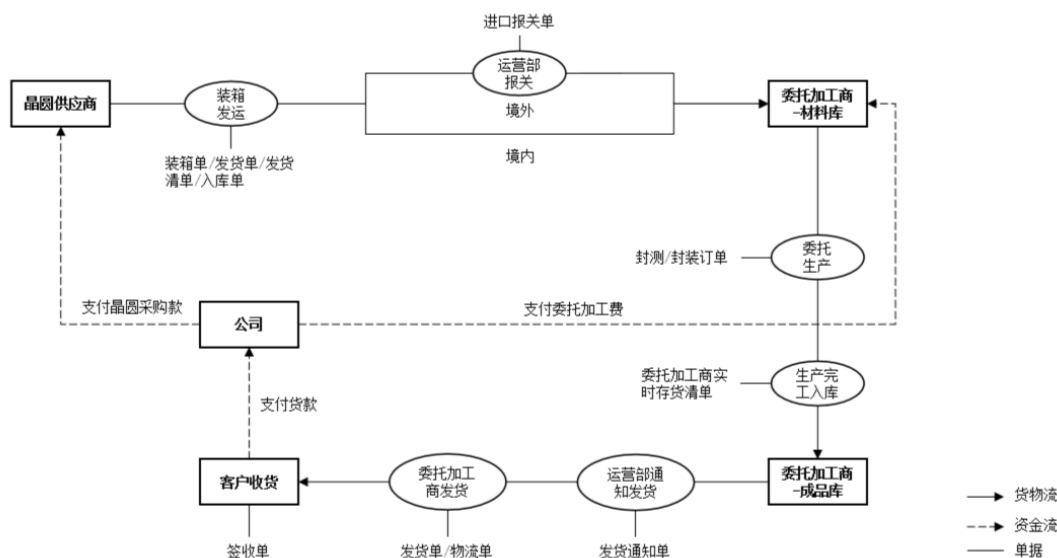 进口报关单
运营部
报关
晶圆供应商
装箱
发运
境外
委托加工商
-材料库
境内
装箱单/发货单/发货
清单/入库单
封测/封装订单
委托
生产
支付晶圆采购款
公司
支付委托加工费
委托加工商实
时存货清单
生产完
工入库
支付货款
客户收货
委托加工
商发货
运营部通
知发货
委托加工商
-成品库
签收单
发货单/物流单
发货通知单
货物流
资金流
单据